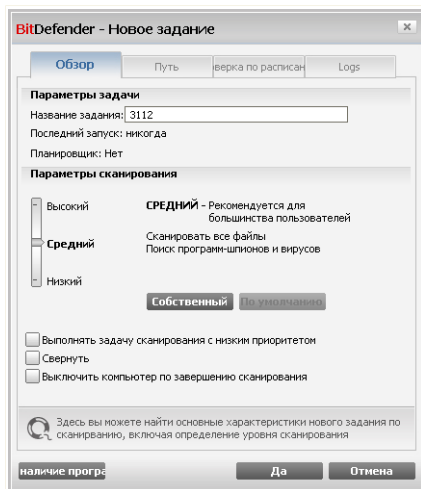 BitDefender - Новое задание
Обзор
Путь
верка по расписан
Logs
Параметры задачи
Название задания: 3112
Последний запуск: никогда
Планировщик: Нет
Параметры сканирования
Высокий
Средний
Низкий
СРЕДНИЙ - Рекомендуется для
большинства пользователей
Сканировать все файлы
Поиск программ-шпионов и вирусов
Собственный
По умолчанию
Выполнять задачу сканирования с низким приоритетом
Свернуть
Выключить компьютер по завершению сканирования
Здесь вы можете найти основные характеристики нового задания по
сканирванию, включая определение уровня сканирования
наличие програ
Да
Отмена